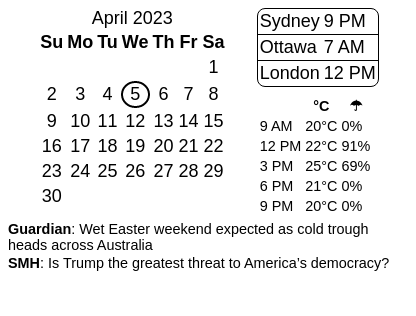 April 2023
Su Mo Tu We Th Fr Sa
1
2 3 4 5 6 7 8
9 10 11 12 13 14 15
16 17 18 19 20 21 22
23 24 25 26 27 28 29
30
Sydney 9 PM
Ottawa 7 AM
London 12 PM
°C ☂
9 AM 20°C 0%
12 PM 22°C 91%
3 PM 25°C 69%
6 PM 21°C 0%
9 PM 20°C 0%
Guardian: Wet Easter weekend expected as cold trough
heads across Australia
SMH: Is Trump the greatest threat to America’s democracy?